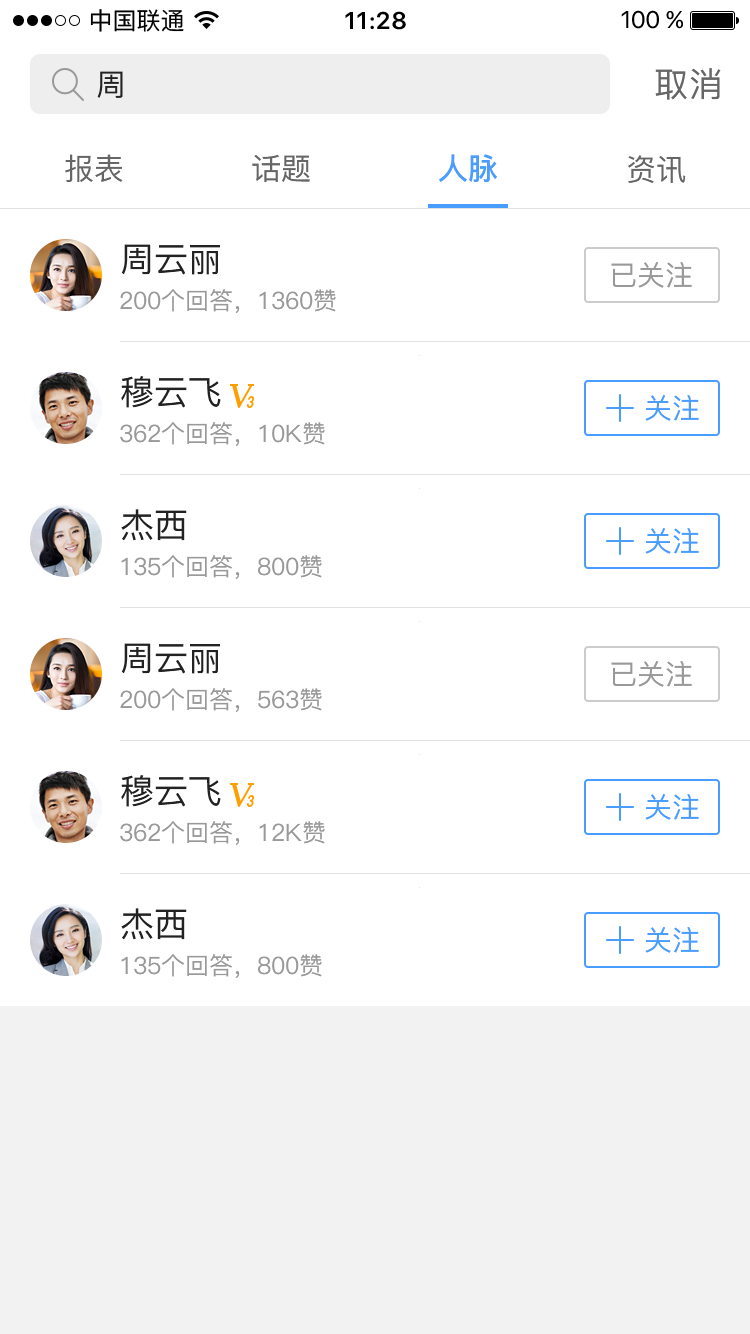 中国联通 11:28 100 %
周 取消
报表 话题 人脉 资讯
周云丽
200个回答，1360赞
已关注
穆云飞 V3
362个回答，10K赞
＋ 关注
杰西
135个回答，800赞
＋ 关注
周云丽
200个回答，563赞
已关注
穆云飞 V3
362个回答，12K赞
＋ 关注
杰西
135个回答，800赞
＋ 关注